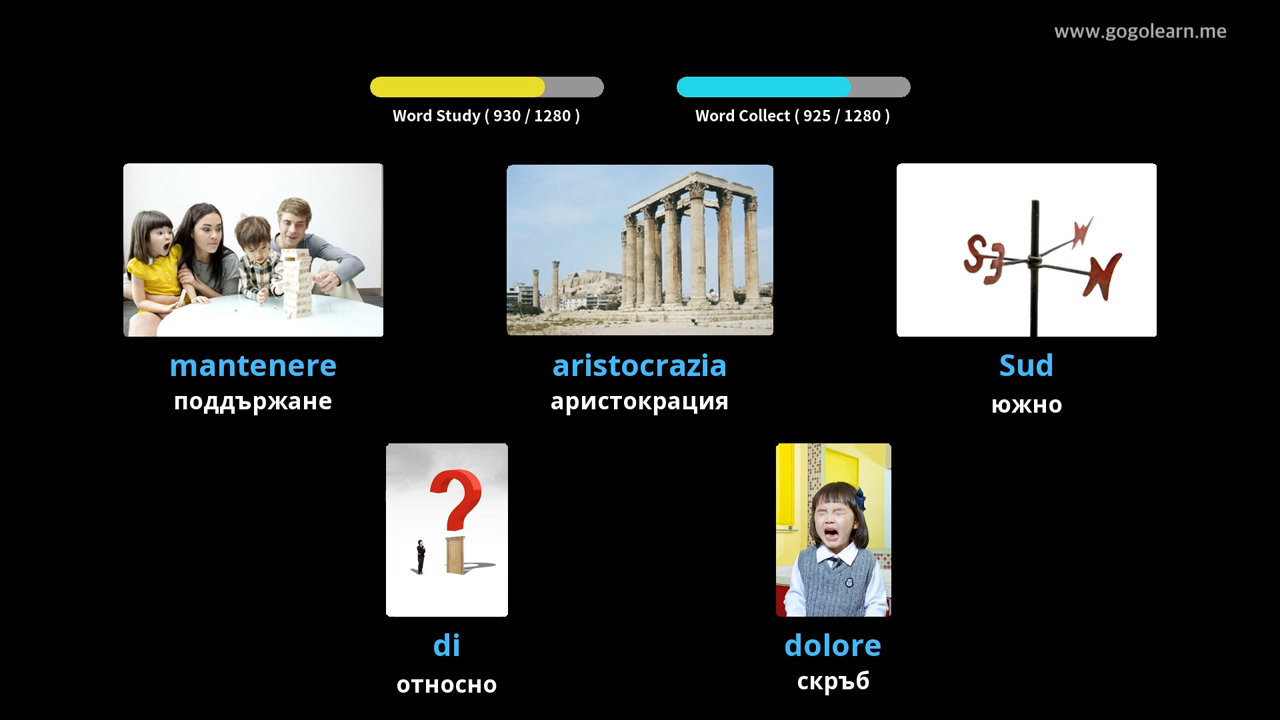 www.gogolearn.me
Word Study ( 930 / 1280 )
Word Collect ( 925 / 1280 )
mantenere
поддържане
aristocrazia
аристокрация
Sud
южно
di
относно
dolore
скръб